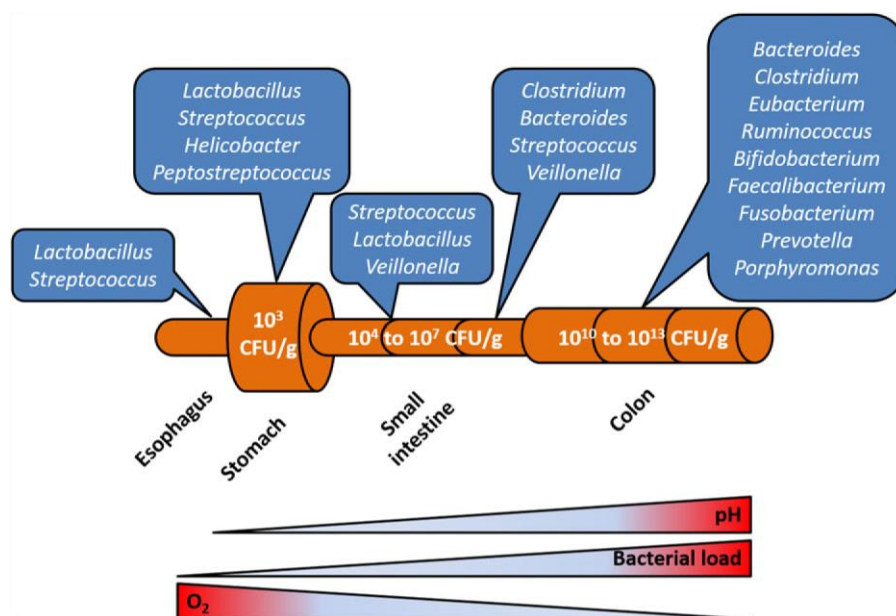 Lactobacillus
Streptococcus
Lactobacillus
Streptococcus
Helicobacter
Peptostreptococcus
Streptococcus
Lactobacillus
Veillonella
Clostridium
Bacteroides
Streptococcus
Veillonella
Bacteroides
Clostridium
Eubacterium
Ruminococcus
Bifidobacterium
Faecalibacterium
Fusobacterium
Prevotella
Porphyromonas
10³
CFU/g
10⁴ to 10⁷ CFU/g
10¹⁰ to 10¹³ CFU/g
Esophagus
Stomach
Small
intestine
Colon
pH
Bacterial load
O₂